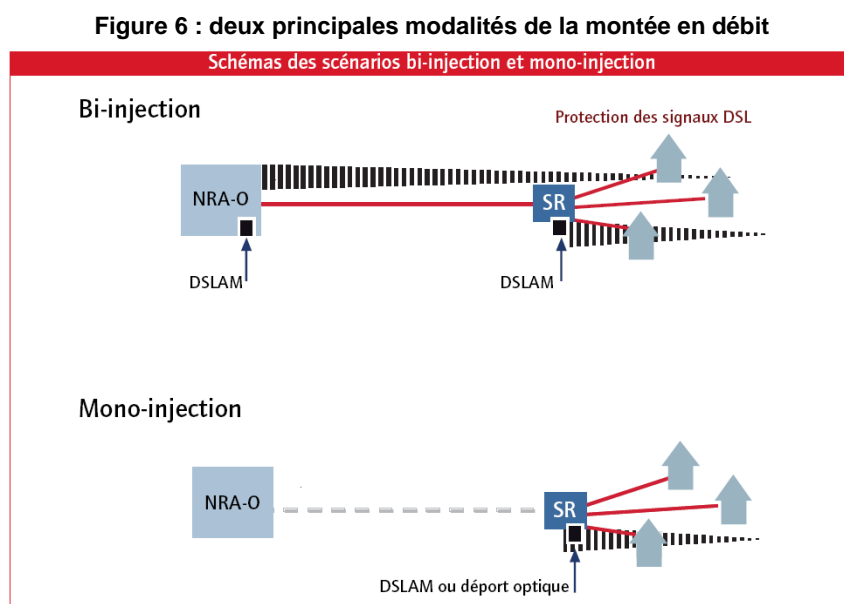 Figure 6 : deux principales modalités de la montée en débit
Schémas des scénarios bi-injection et mono-injection
Bi-injection
Protection des signaux DSL
NRA-O
SR
DSLAM
DSLAM
Mono-injection
NRA-O
SR
DSLAM ou déport optique